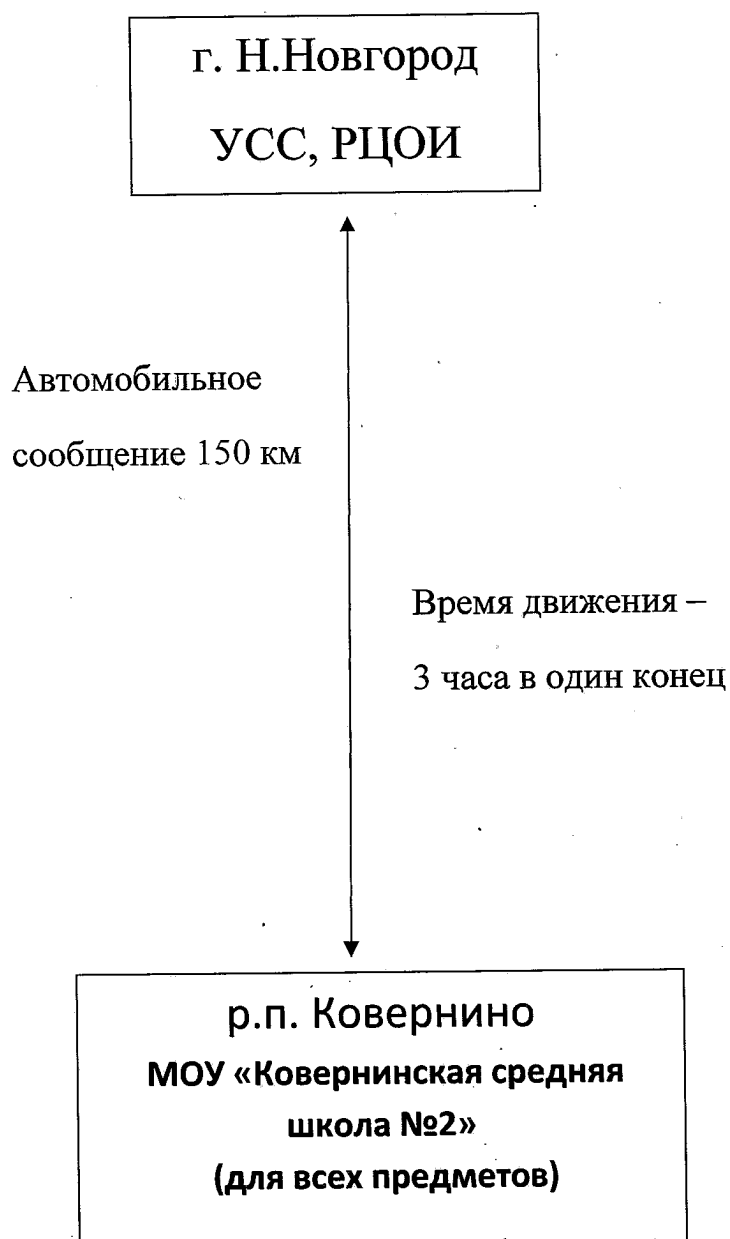 г. Н.Новгород
УСС, РЦОИ
Автомобильное
сообщение 150 км
Время движения –
3 часа в один конец
р.п. Ковернино
МОУ «Ковернинская средняя
школа №2»
(для всех предметов)